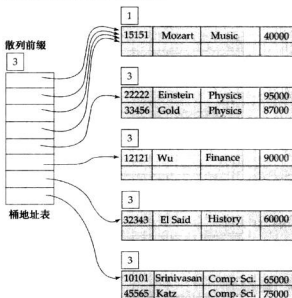 散列前缀
3
桶地址表
1
15151 Mozart Music 40000
3
22222 Einstein Physics 95000
33456 Gold Physics 87000
3
12121 Wu Finance 90000
3
32343 El Said History 60000
3
10101 Srinivasan Comp. Sci. 65000
45565 Katz Comp. Sci. 75000